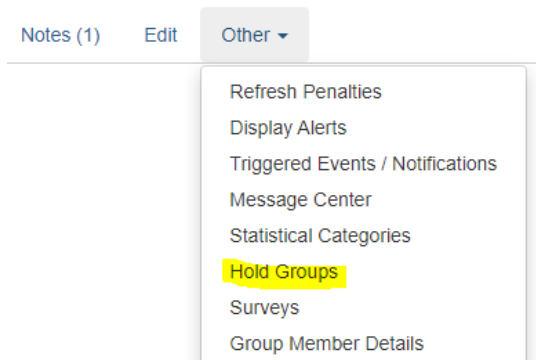 Notes (1) Edit Other
Refresh Penalties
Display Alerts
Triggered Events / Notifications
Message Center
Statistical Categories
Hold Groups
Surveys
Group Member Details